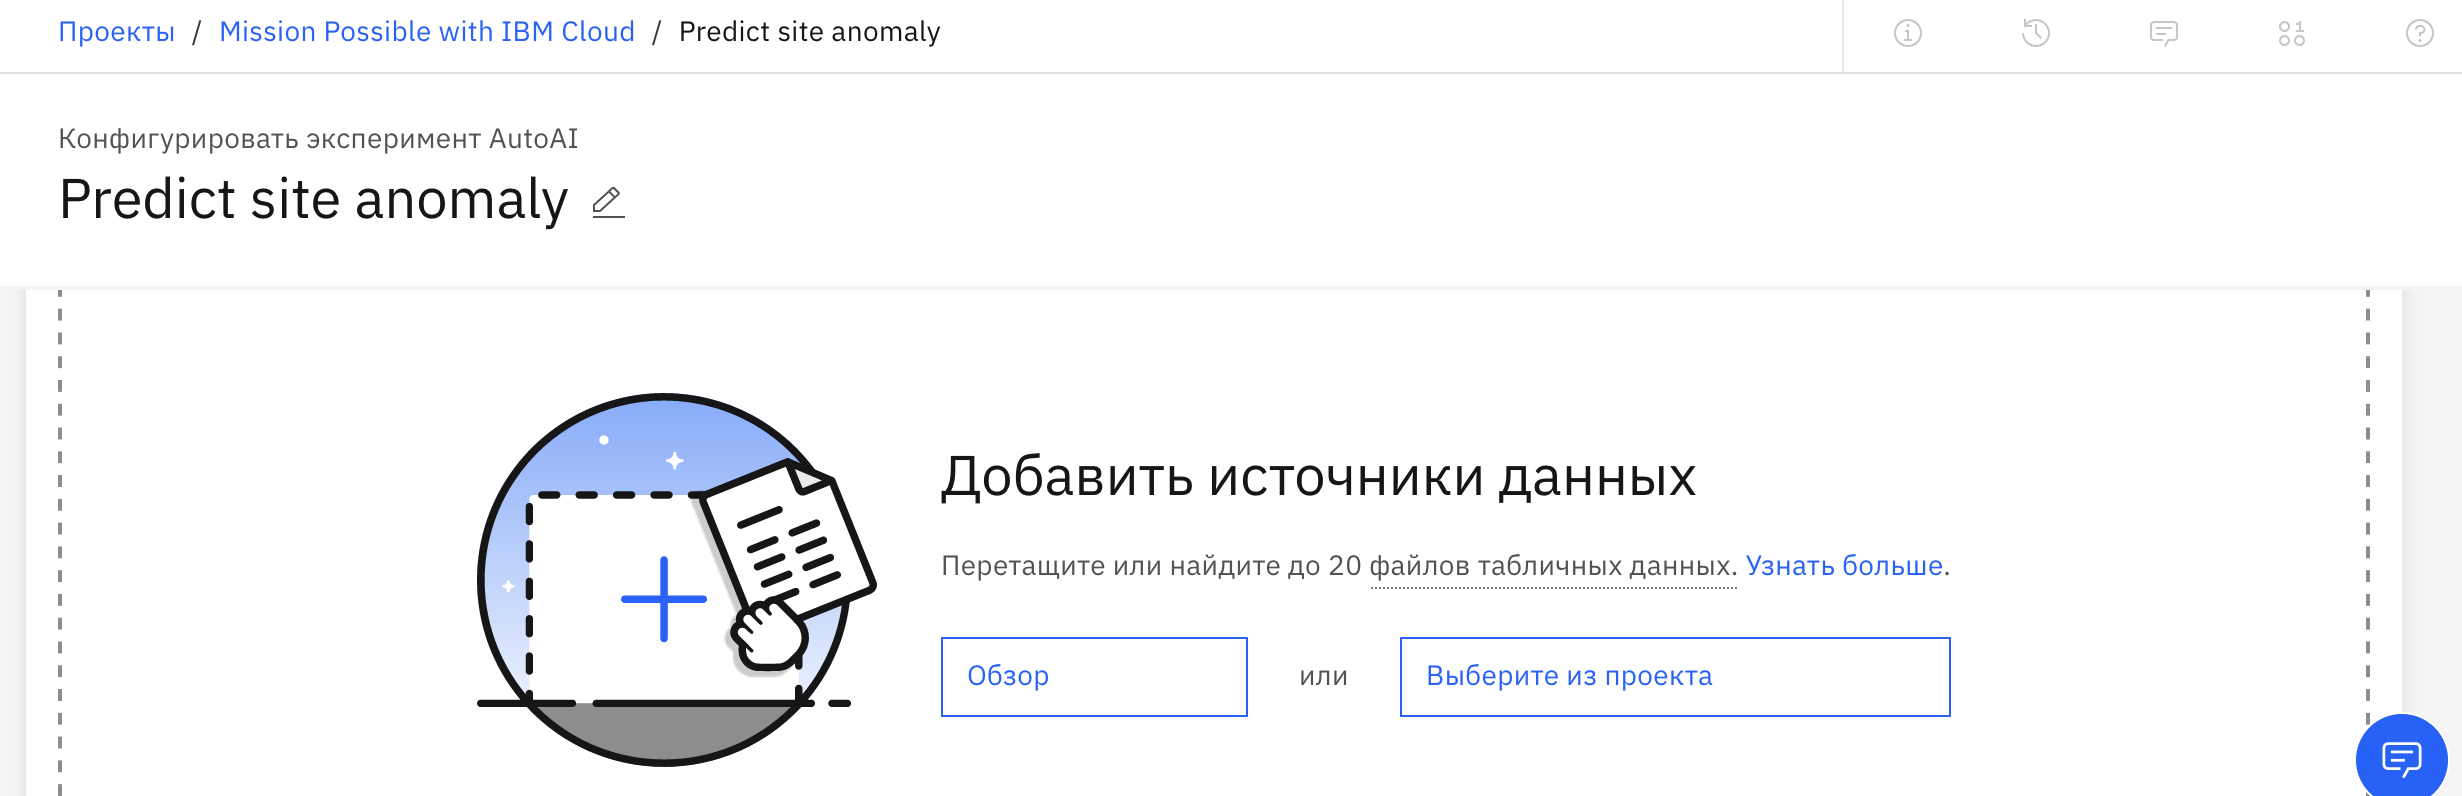 Проекты / Mission Possible with IBM Cloud / Predict site anomaly
Конфигурировать эксперимент AutoAI
Predict site anomaly
Добавить источники данных
Перетащите или найдите до 20 файлов табличных данных. Узнать больше.
Обзор или Выберите из проекта